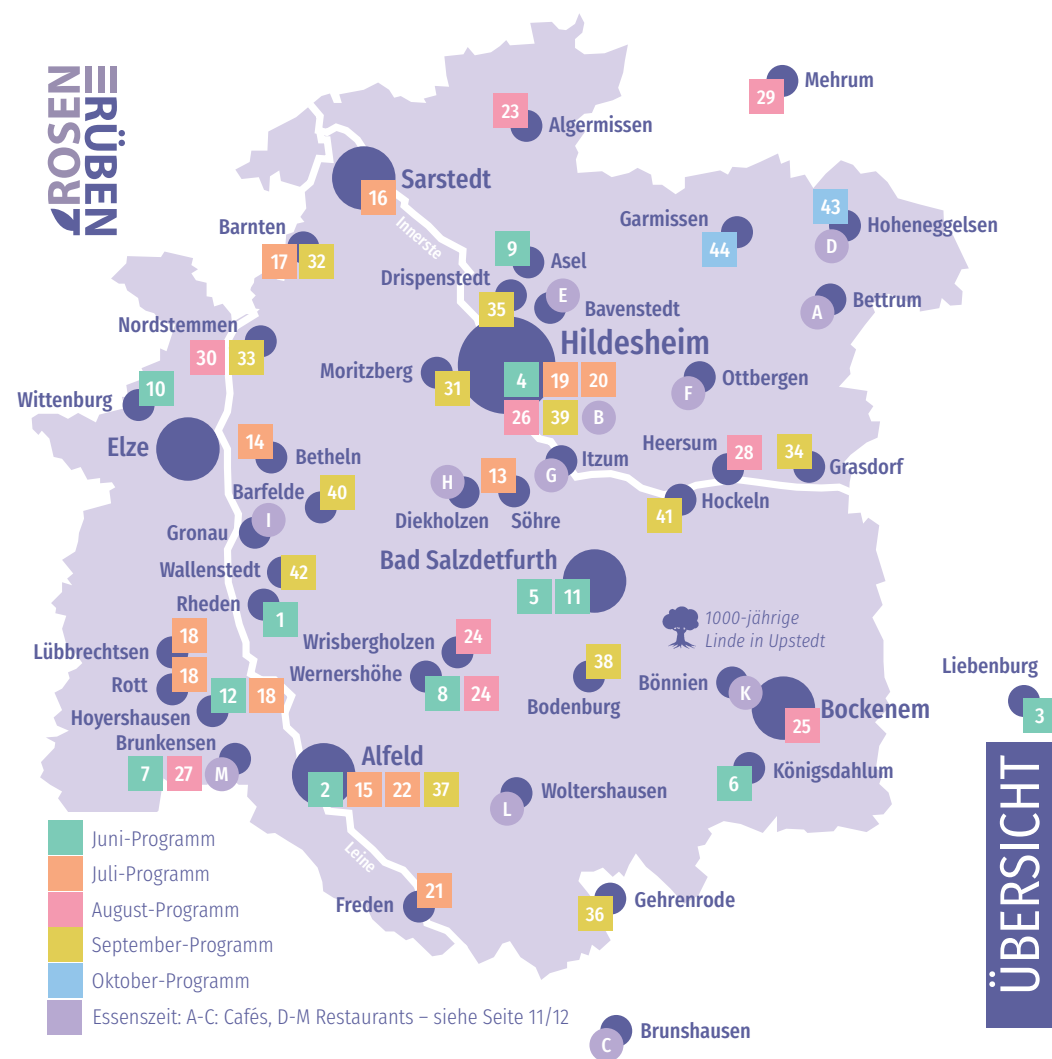 ROSEN
RÜBEN
Mehrum
29
23
Algermissen
Sarstedt
16
Innerste
Garmissen
44
43
Hoheneggelsen
D
Barnten
17 32
9
Asel
Drispenstedt
35
E
Bavenstedt
Bettrum
A
Nordstemmen
30 33
Hildesheim
4 19 20
26 39 B
Moritzberg
31
Ottbergen
F
10
Wittenburg
Elze
14
Betheln
Barfelde
40
I
Gronau
H
Diekholzen
13
Söhre
Itzum
G
Heersum
28
34
Grasdorf
Hockeln
41
Wallenstedt
42
Rheden
1
Bad Salzdetfurth
5 11
1000-jährige
Linde in Upstedt
18
Lübbrechtsen
18
Rott
12 18
Hoyershausen
24
Wrisbergholzen
Wernershöhe
8 24
38
Bodenburg
Bönnien
K
Bockenem
25
Liebenburg
3
Brunkensen
7 27 M
Alfeld
2 15 22 37
Woltershausen
L
Königsdahlum
6
Leine
21
Freden
Gehrenrode
36
Brunshausen
C
Juni-Programm
Juli-Programm
August-Programm
September-Programm
Oktober-Programm
Essenszeit: A-C: Cafés, D-M Restaurants – siehe Seite 11/12
ÜBERSICHT